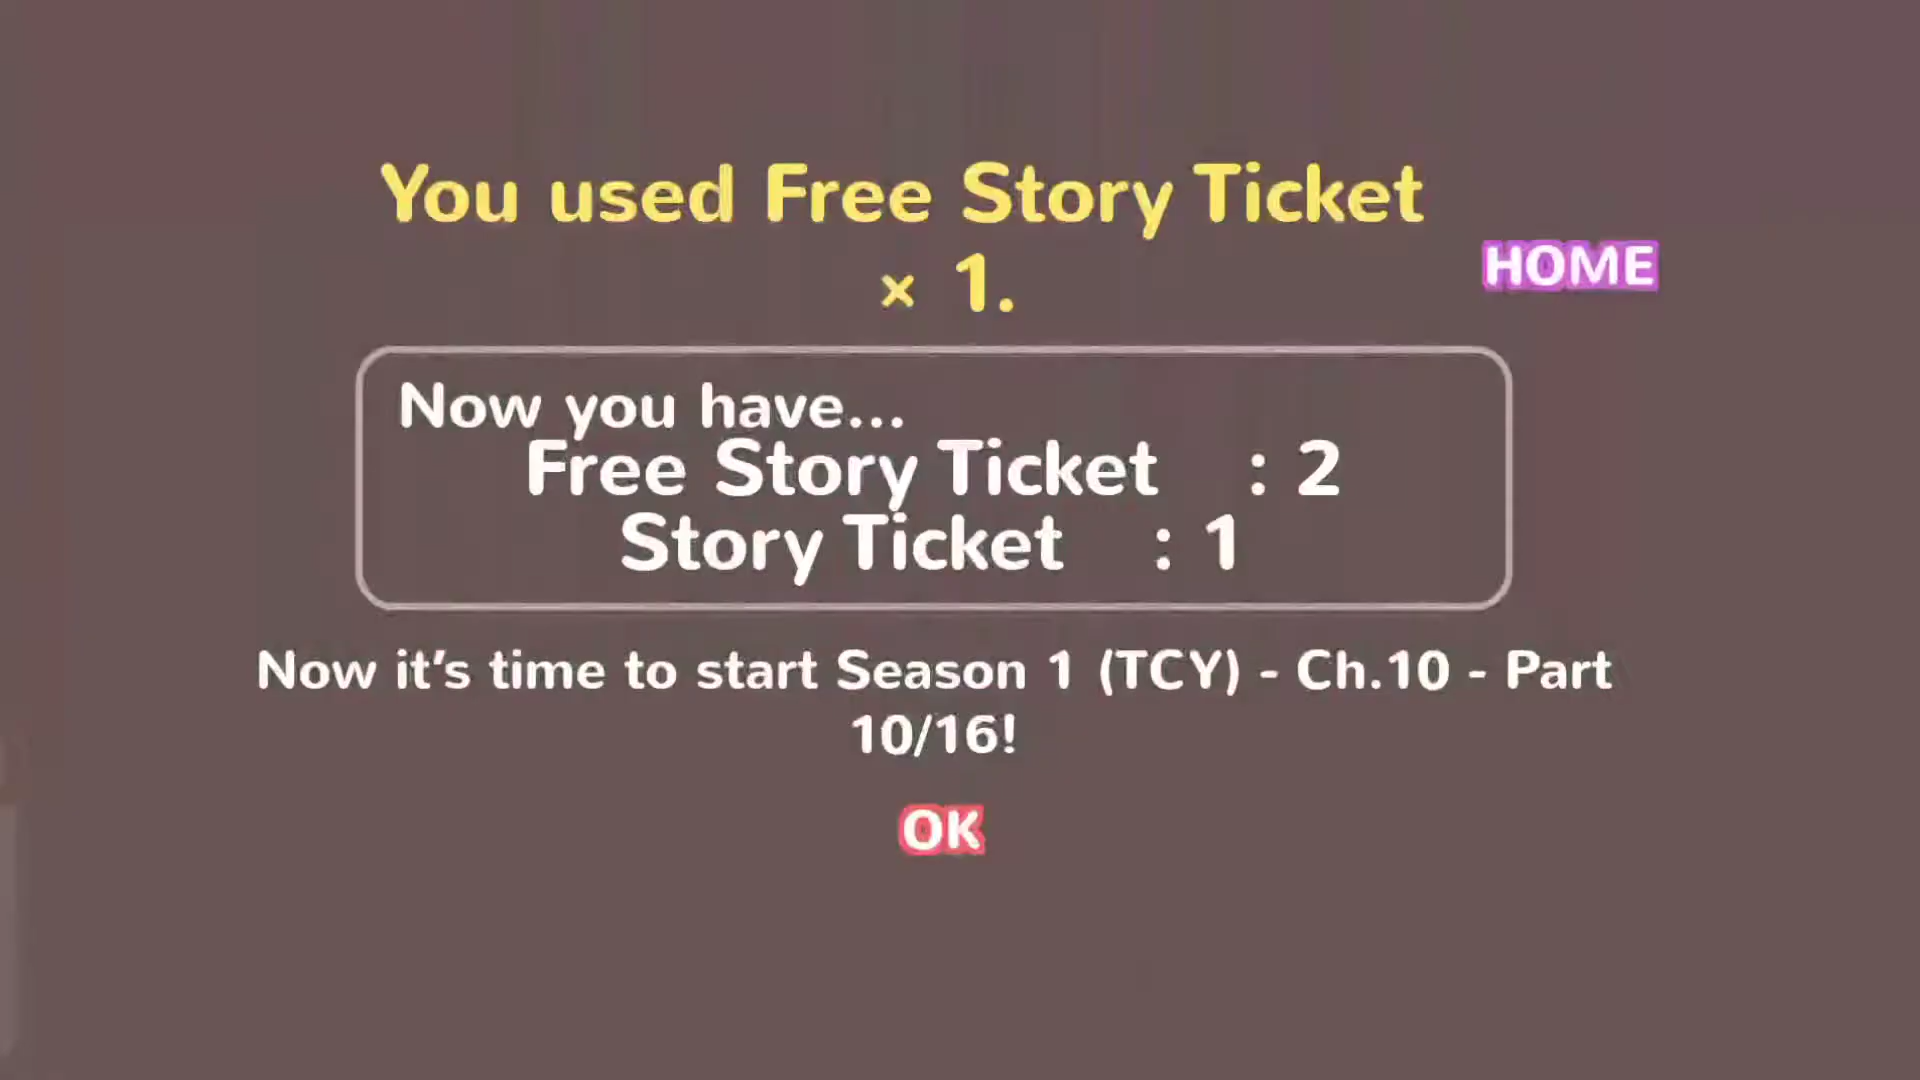 You used Free Story Ticket
× 1.
HOME
Now you have...
Free Story Ticket : 2
Story Ticket : 1
Now it's time to start Season 1 (TCY) - Ch.10 - Part
10/16!
OK